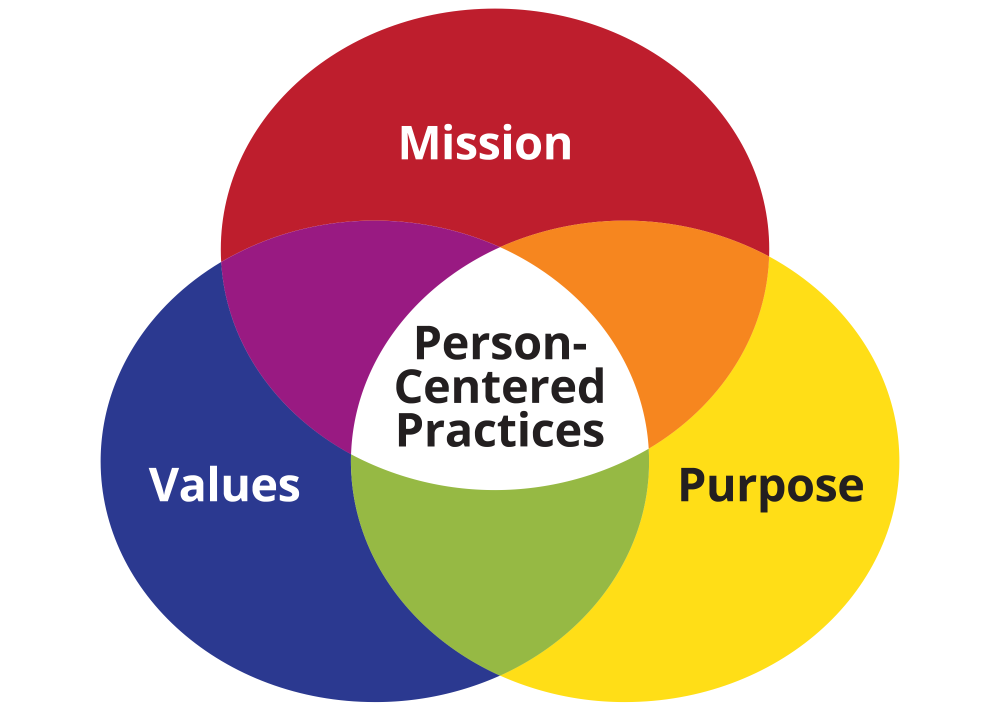 Mission
Person-
Centered
Practices
Values
Purpose